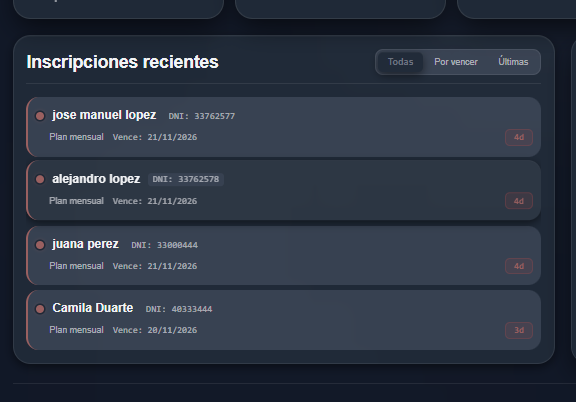 Inscripciones recientes
Todas Por vencer Últimas
jose manuel lopez DNI: 33762577
Plan mensual Vence: 21/11/2026 4d
alejandro lopez DNI: 33762578
Plan mensual Vence: 21/11/2026 4d
juana perez DNI: 33000444
Plan mensual Vence: 21/11/2026 4d
Camila Duarte DNI: 40333444
Plan mensual Vence: 20/11/2026 3d